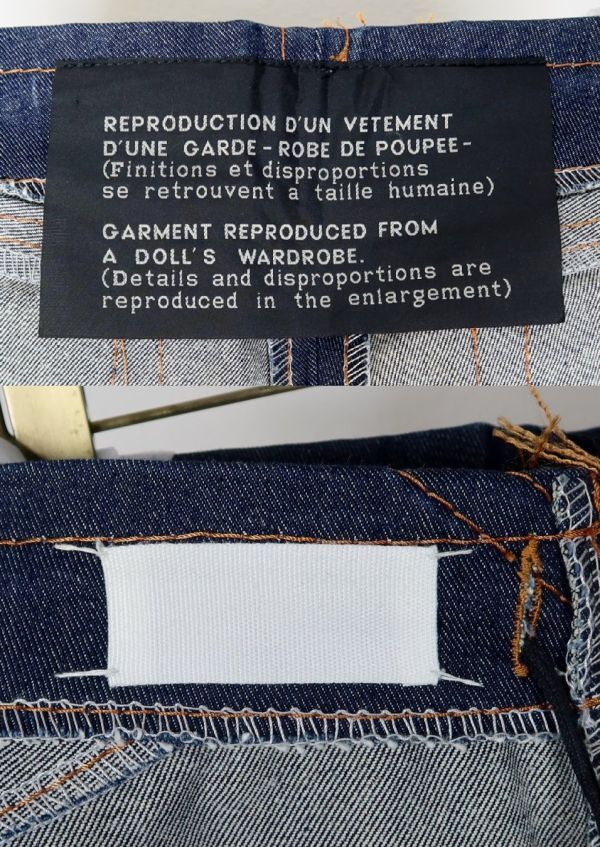 REPRODUCTION D'UN VETEMENT
D'UNE GARDE-ROBE DE POUPEE-
(Finitions et disproportions
se retrouvent a taille humaine)
GARMENT REPRODUCED FROM
A DOLL'S WARDROBE.
(Details and disproportions are
reproduced in the enlargement)